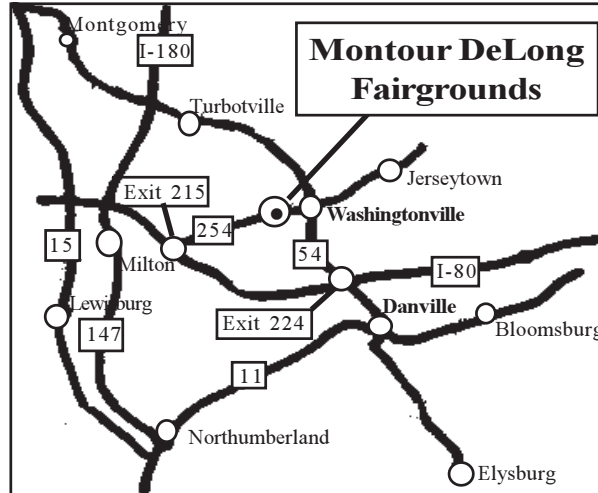 Montgomery
I-180
Montour DeLong
Fairgrounds
Turbotville
Jerseytown
Exit 215
Washingtonville
254
15
Milton
54
I-80
Lewisburg
Danville
Exit 224
Bloomsburg
147
11
Northumberland
Elysburg